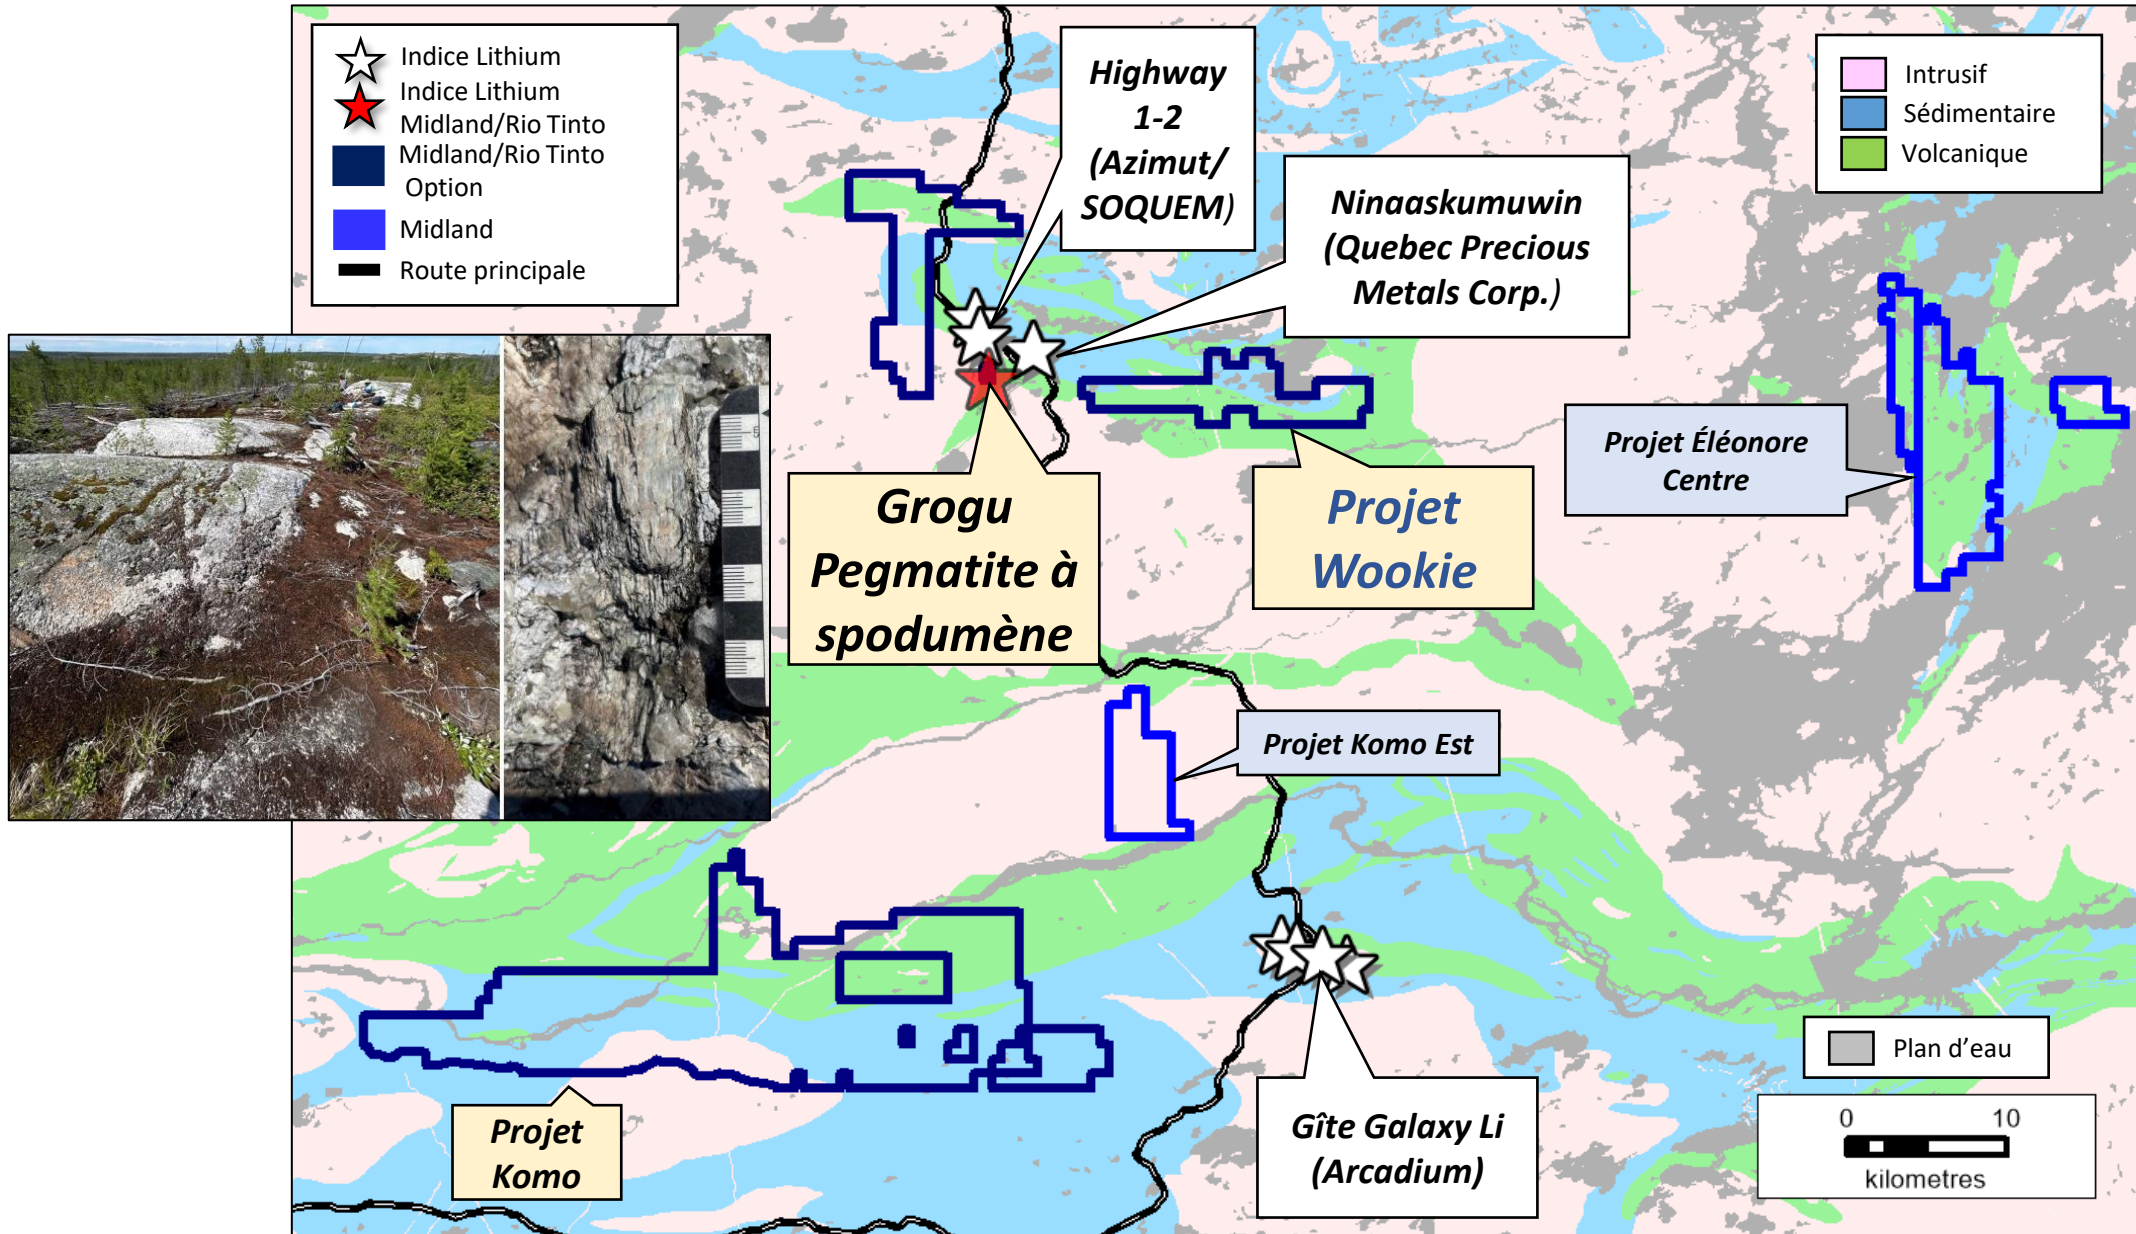 Indice Lithium
Indice Lithium
Midland/Rio Tinto
Midland/Rio Tinto
Option
Midland
Route principale
Highway
1-2
(Azimut/
SOQUEM)
Ninaaskumuwin
(Quebec Precious
Metals Corp.)
Intrusif
Sédimentaire
Volcanique
Grogu
Pegmatite à
spodumène
Projet
Wookie
Projet Éléonore
Centre
Projet Komo Est
Projet
Komo
Gîte Galaxy Li
(Arcadium)
Plan d'eau
0 10
kilometres